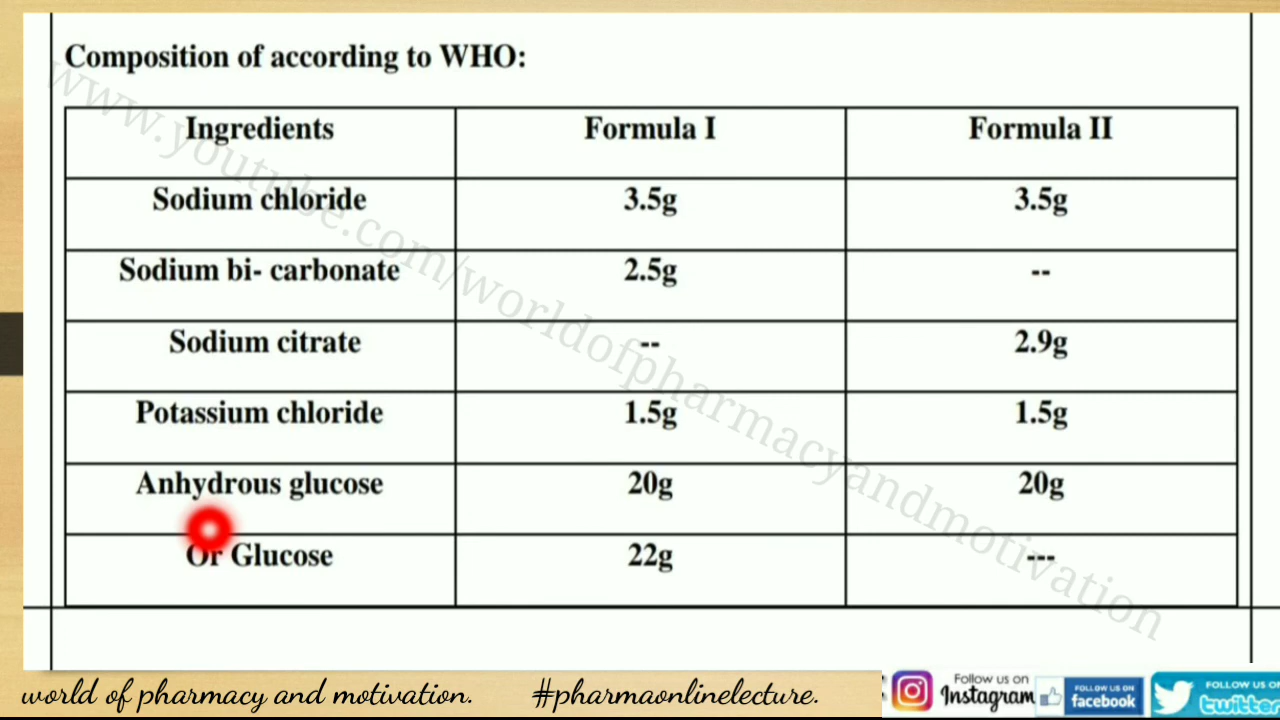 Composition of according to WHO:
Ingredients Formula I Formula II
Sodium chloride 3.5g 3.5g
Sodium bi- carbonate 2.5g --
Sodium citrate -- 2.9g
Potassium chloride 1.5g 1.5g
Anhydrous glucose 20g 20g
Or Glucose 22g ---
www.youtube.com/worldofpharmacyandmotivation
world of pharmacy and motivation. #pharmaonlinelecture.
Follow us on
Instagram
FOLLOW US ON
facebook
FOLLOW US ON
twitter